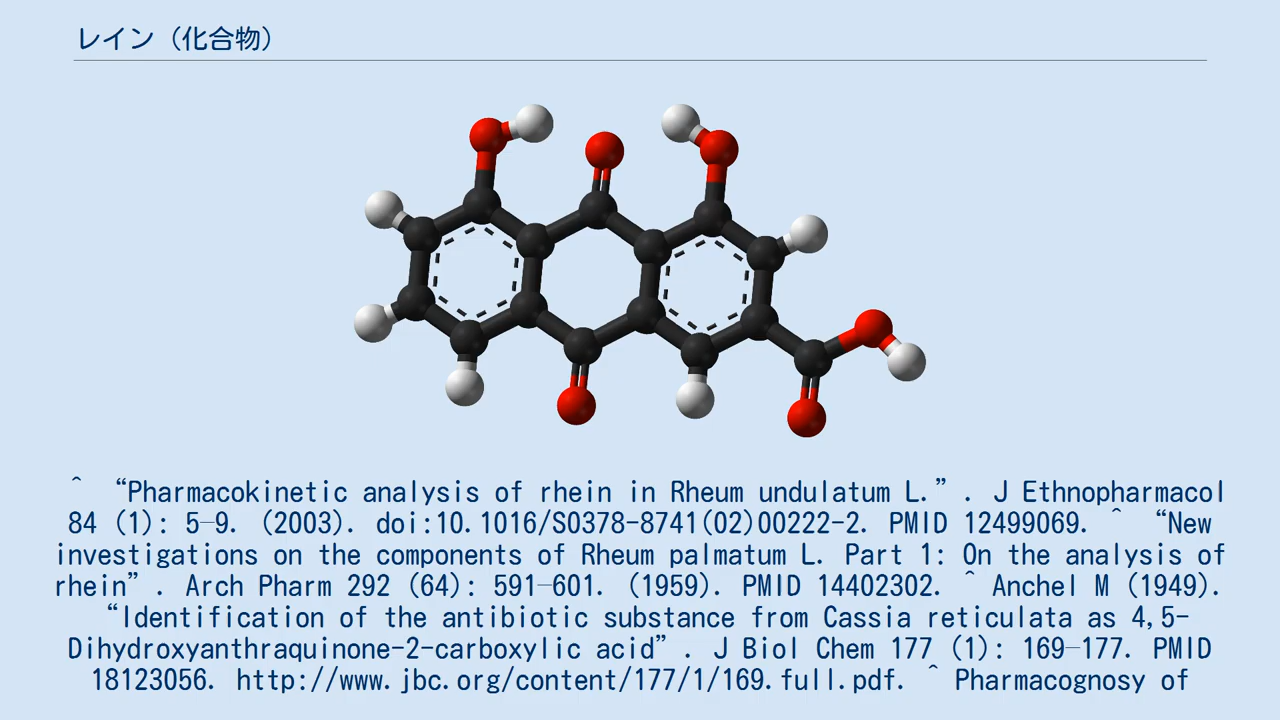 レイン（化合物）
^ “Pharmacokinetic analysis of rhein in Rheum undulatum L.”. J Ethnopharmacol
84 (1): 5–9. (2003). doi:10.1016/S0378-8741(02)00222-2. PMID 12499069. ^ “New
investigations on the components of Rheum palmatum L. Part 1: On the analysis of
rhein”. Arch Pharm 292 (64): 591–601. (1959). PMID 14402302. ^ Anchel M (1949).
“Identification of the antibiotic substance from Cassia reticulata as 4,5-
Dihydroxyanthraquinone-2-carboxylic acid”. J Biol Chem 177 (1): 169–177. PMID
18123056. http://www.jbc.org/content/177/1/169.full.pdf. ^ Pharmacognosy of